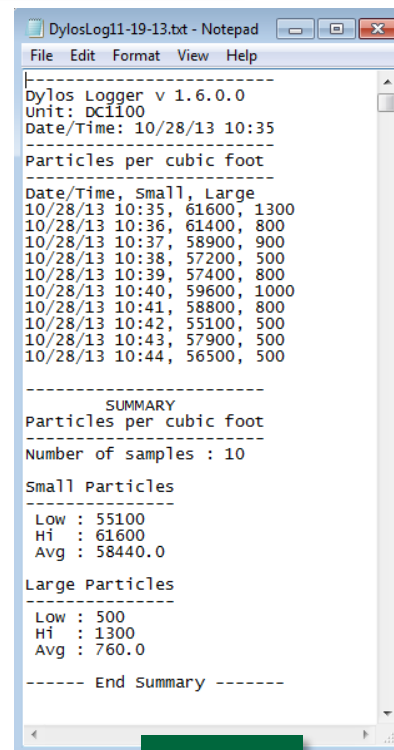 DylosLog11-19-13.txt - Notepad
File Edit Format View Help
-------------------------
Dylos Logger v 1.6.0.0
Unit: DC1100
Date/Time: 10/28/13 10:35
-------------------------
Particles per cubic foot
-------------------------
Date/Time, Small, Large
10/28/13 10:35, 61600, 1300
10/28/13 10:36, 61400, 800
10/28/13 10:37, 58900, 900
10/28/13 10:38, 57200, 500
10/28/13 10:39, 57400, 800
10/28/13 10:40, 59600, 1000
10/28/13 10:41, 58800, 800
10/28/13 10:42, 55100, 500
10/28/13 10:43, 57900, 500
10/28/13 10:44, 56500, 500
------------------------
SUMMARY
Particles per cubic foot
------------------------
Number of samples : 10
Small Particles
---------------
Low : 55100
Hi : 61600
Avg : 58440.0
Large Particles
---------------
Low : 500
Hi : 1300
Avg : 760.0
------ End Summary -------